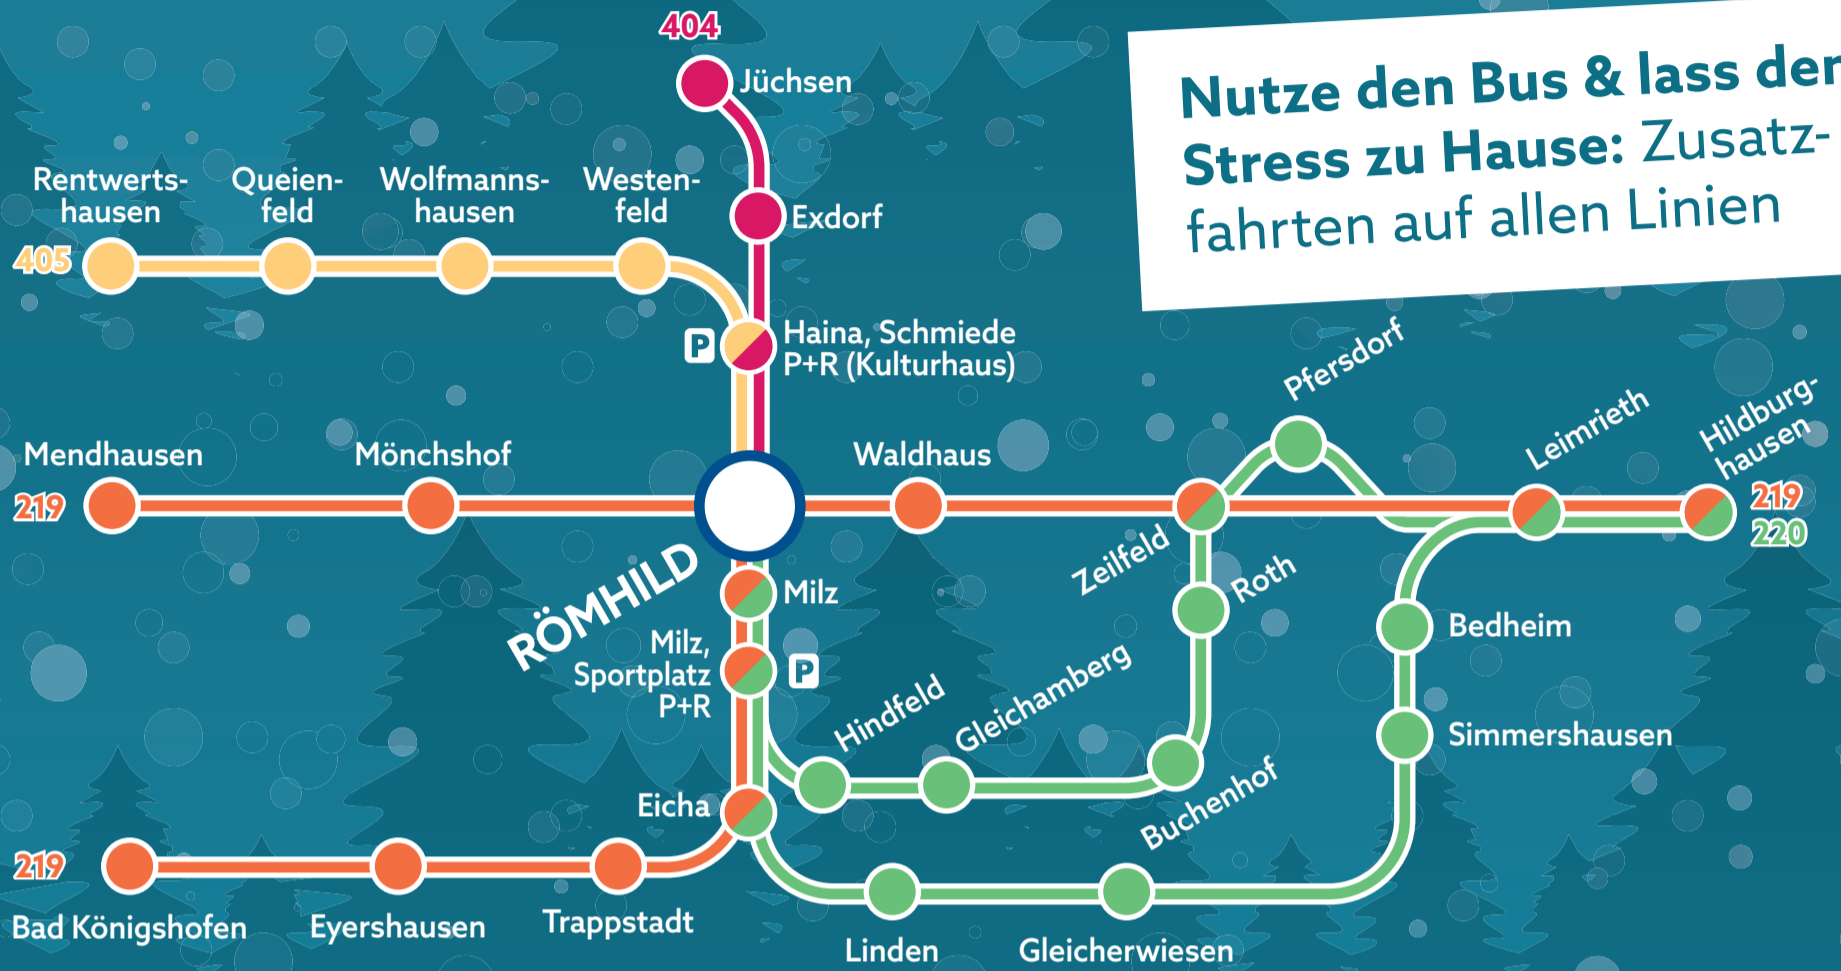 404
Jüchsen
Nutze den Bus & lass den
Stress zu Hause: Zusatz-
fahrten auf allen Linien
Rentwerts-
hausen
Queien-
feld
Wolfmanns-
hausen
Westen-
feld
Exdorf
405
P
Haina, Schmiede
P+R (Kulturhaus)
Pfersdorf
Leimrieth
Hildburg-
hausen
Mendhausen
Mönchshof
Waldhaus
219
219
220
RÖMHILD
Zeilfeld
Roth
Milz
Bedheim
Milz,
Sportplatz
P+R
P
Hindfeld
Gleichamberg
Simmershausen
Buchenhof
Eicha
219
Bad Königshofen
Eyershausen
Trappstadt
Linden
Gleicherwiesen